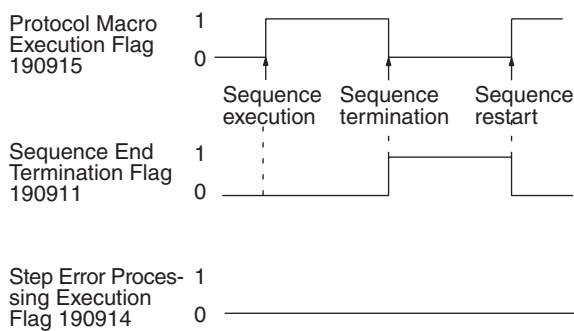 Protocol Macro
Execution Flag
190915
1
0
Sequence execution
Sequence termination
Sequence restart
Sequence End
Termination Flag
190911
1
0
Step Error Proces-
sing Execution
Flag 190914
1
0